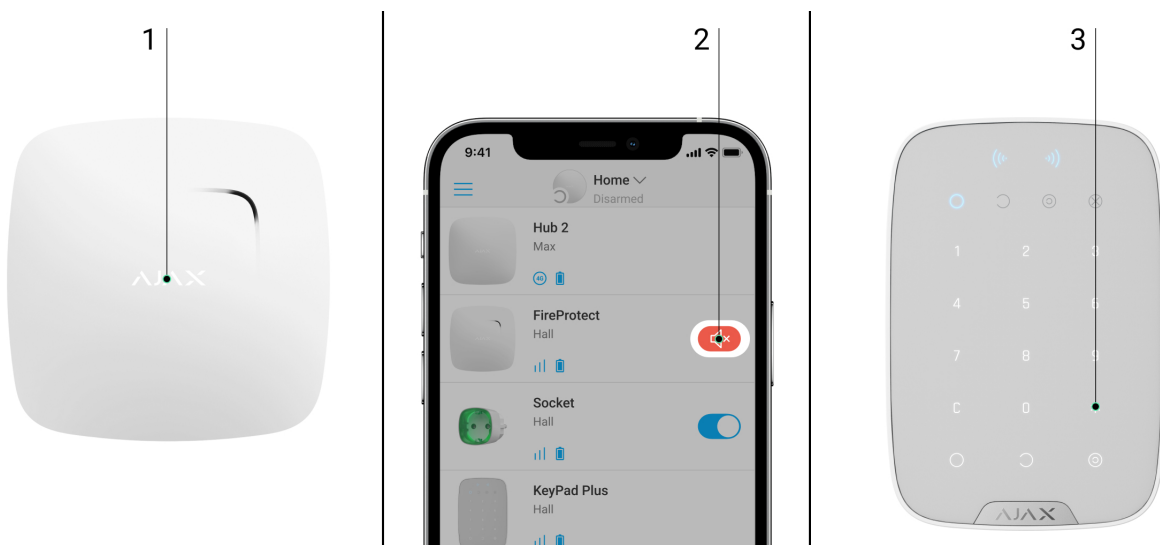 1
AJAX
2
9:41
Home
Disarmed
Hub 2
Max
4G
FireProtect
Hall
Socket
Hall
KeyPad Plus
Hall
3
1 2 3
4 5 6
7 8 9
C 0
AJAX